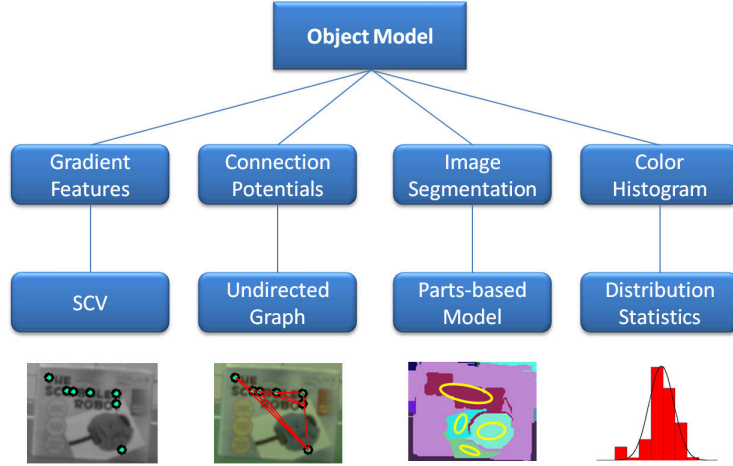 Object Model
Gradient
Features
Connection
Potentials
Image
Segmentation
Color
Histogram
SCV
Undirected
Graph
Parts-based
Model
Distribution
Statistics